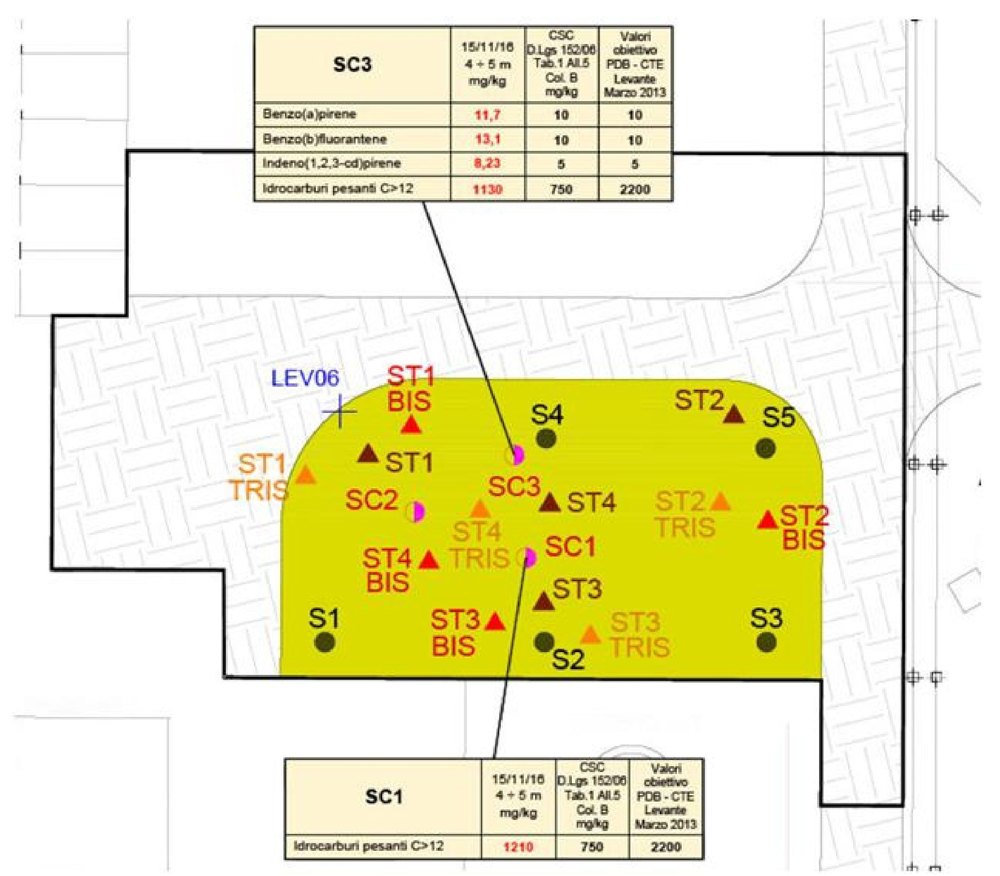 SC3
15/11/16
4 ÷ 5 m
mg/kg
CSC
D.Lgs 152/06
Tab.1 All.5
Col. B
mg/kg
Valori
obiettivo
PDB - CTE
Levante
Marzo 2013
Benzo(a)pirene 11,7 10 10
Benzo(b)fluorantene 13,1 10 10
Indeno(1,2,3-cd)pirene 8,23 5 5
Idrocarburi pesanti C>12 1130 750 2200
LEV06
ST1
BIS
ST2
S4
S5
ST1
ST1
TRIS
SC3
SC2
ST4
ST2
TRIS
ST2
BIS
ST4
TRIS
SC1
ST4
BIS
ST3
S1
ST3
BIS
ST3
TRIS
S3
S2
SC1
15/11/16
4 ÷ 5 m
mg/kg
CSC
D.Lgs 152/06
Tab.1 All.5
Col. B
mg/kg
Valori
obiettivo
PDB - CTE
Levante
Marzo 2013
Idrocarburi pesanti C>12 1210 750 2200